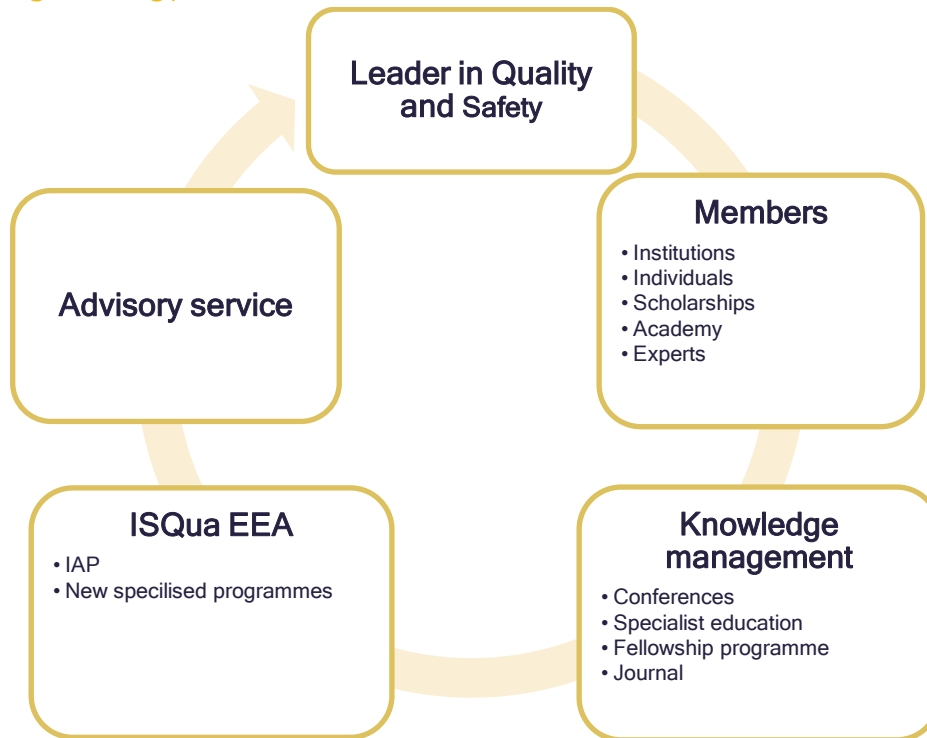 Leader in Quality
and Safety
Members
• Institutions
• Individuals
• Scholarships
• Academy
• Experts
Knowledge
management
• Conferences
• Specialist education
• Fellowship programme
• Journal
ISQua EEA
• IAP
• New specilised programmes
Advisory service